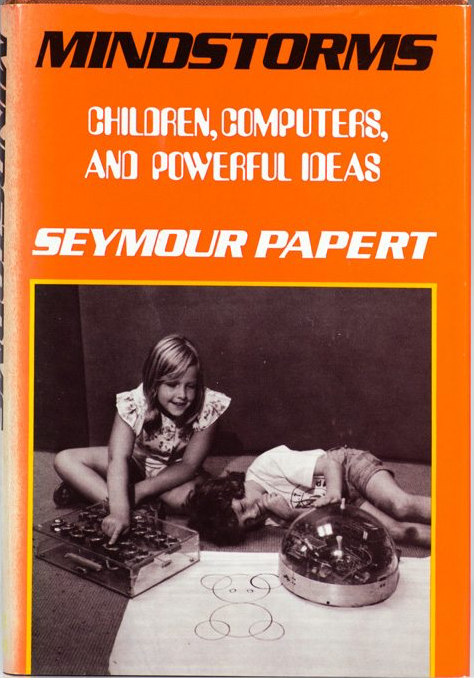 MINDSTORMS
CHILDREN, COMPUTERS,
AND POWERFUL IDEAS
SEYMOUR PAPERT